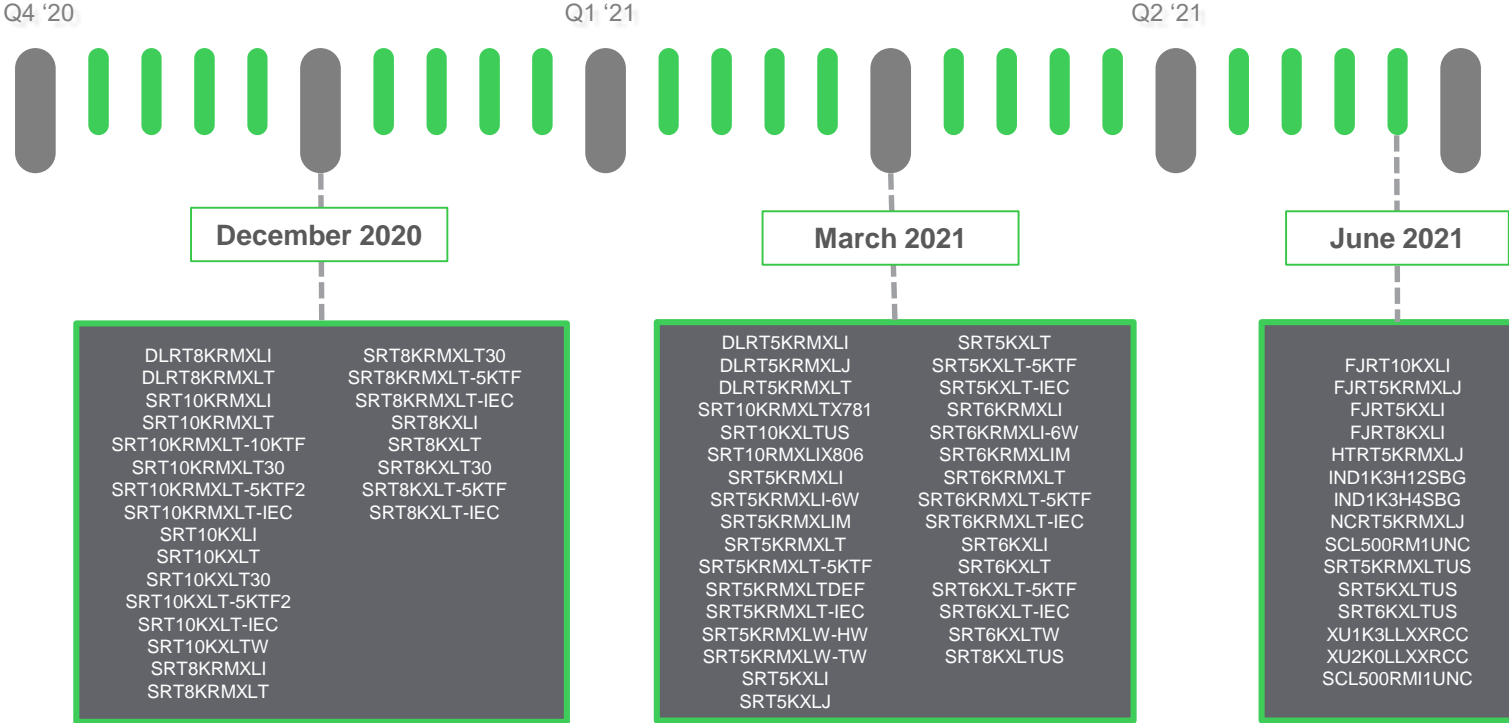 Q4 ‘20
Q1 ‘21
Q2 ‘21
December 2020
DLRT8KRMXLI
DLRT8KRMXLT
SRT10KRMXLI
SRT10KRMXLT
SRT10KRMXLT-10KTF
SRT10KRMXLT30
SRT10KRMXLT-5KTF2
SRT10KRMXLT-IEC
SRT10KXLI
SRT10KXLT
SRT10KXLT30
SRT10KXLT-5KTF2
SRT10KXLT-IEC
SRT10KXLTW
SRT8KRMXLI
SRT8KRMXLT
SRT8KRMXLT30
SRT8KRMXLT-5KTF
SRT8KRMXLT-IEC
SRT8KXLI
SRT8KXLT
SRT8KXLT30
SRT8KXLT-5KTF
SRT8KXLT-IEC
March 2021
DLRT5KRMXLI
DLRT5KRMXLJ
DLRT5KRMXLT
SRT10KRMXLTX781
SRT10KXLTUS
SRT10RMXLIX806
SRT5KRMXLI
SRT5KRMXLI-6W
SRT5KRMXLIM
SRT5KRMXLT
SRT5KRMXLT-5KTF
SRT5KRMXLTDEF
SRT5KRMXLT-IEC
SRT5KRMXLW-HW
SRT5KRMXLW-TW
SRT5KXLI
SRT5KXLJ
SRT5KXLT
SRT5KXLT-5KTF
SRT5KXLT-IEC
SRT6KRMXLI
SRT6KRMXLI-6W
SRT6KRMXLIM
SRT6KRMXLT
SRT6KRMXLT-5KTF
SRT6KRMXLT-IEC
SRT6KXLI
SRT6KXLT
SRT6KXLT-5KTF
SRT6KXLT-IEC
SRT6KXLTW
SRT8KXLTUS
June 2021
FJRT10KXLI
FJRT5KRMXLJ
FJRT5KXLI
FJRT8KXLI
HTRT5KRMXLJ
IND1K3H12SBG
IND1K3H4SBG
NCRT5KRMXLJ
SCL500RM1UNC
SRT5KRMXLTUS
SRT5KXLTUS
SRT6KXLTUS
XU1K3LLXXRCC
XU2K0LLXXRCC
SCL500RMI1UNC